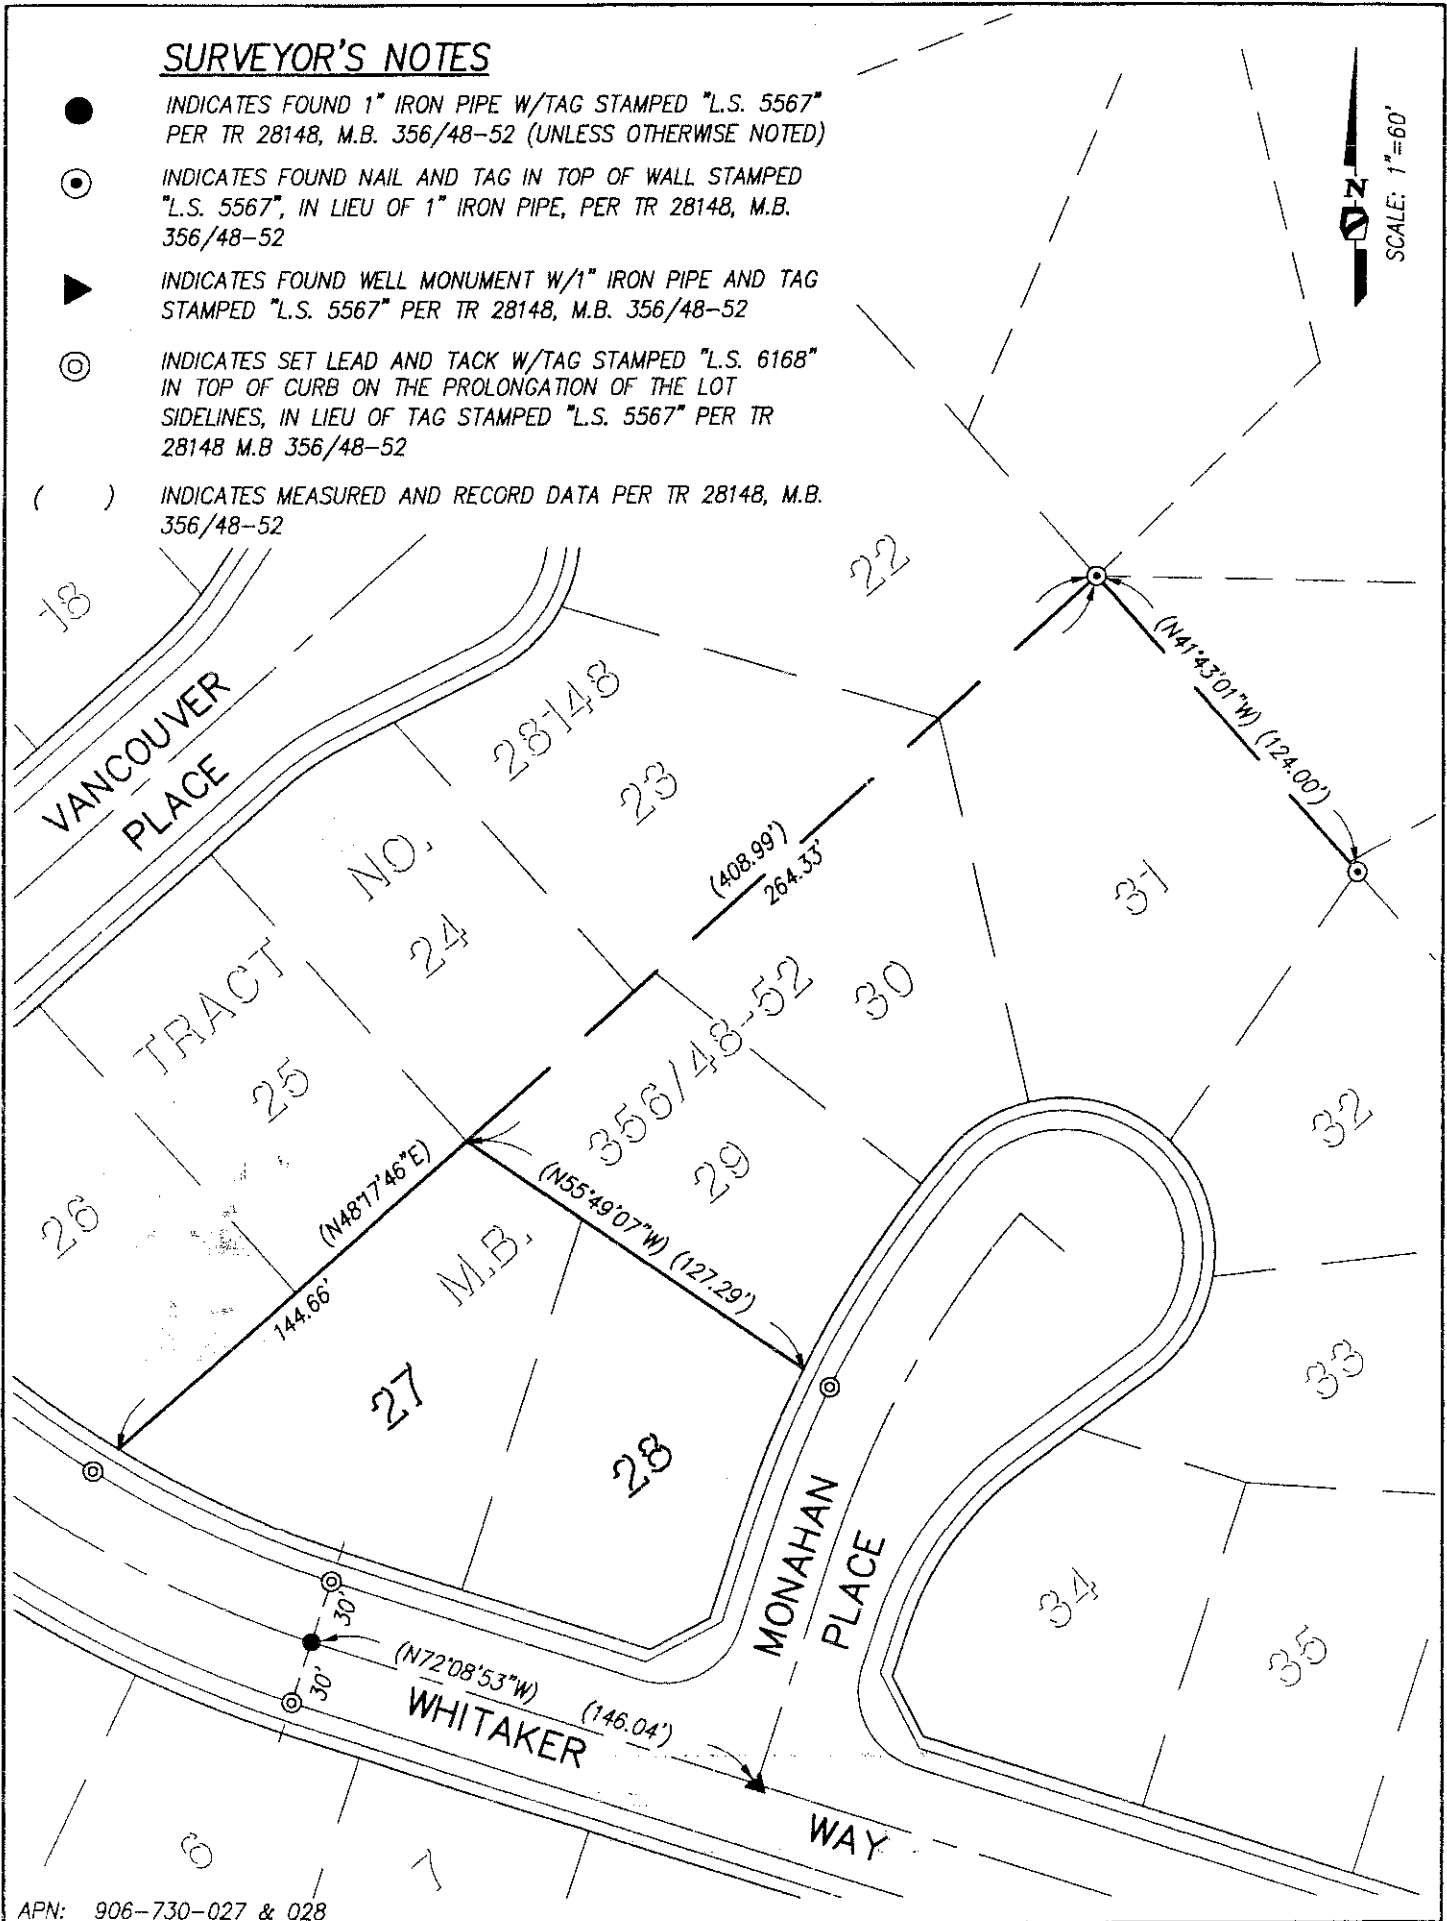 SURVEYOR'S NOTES
INDICATES FOUND 1" IRON PIPE W/TAG STAMPED "L.S. 5567"
PER TR 28148, M.B. 356/48-52 (UNLESS OTHERWISE NOTED)
INDICATES FOUND NAIL AND TAG IN TOP OF WALL STAMPED
"L.S. 5567", IN LIEU OF 1" IRON PIPE, PER TR 28148, M.B.
356/48-52
INDICATES FOUND WELL MONUMENT W/1" IRON PIPE AND TAG
STAMPED "L.S. 5567" PER TR 28148, M.B. 356/48-52
INDICATES SET LEAD AND TACK W/TAG STAMPED "L.S. 6168"
IN TOP OF CURB ON THE PROLONGATION OF THE LOT
SIDELINES, IN LIEU OF TAG STAMPED "L.S. 5567" PER TR
28148 M.B 356/48-52
( ) INDICATES MEASURED AND RECORD DATA PER TR 28148, M.B.
356/48-52
N
SCALE: 1"=60'
18
22
(N41°43'01"W) (124.00')
VANCOUVER
PLACE
TRACT
NO.
28148
23
(408.99')
264.33'
31
24
25
26
M.B.
356/48-52
30
29
32
(N48°17'46"E)
144.66'
(N55°49'07"W) (127.29')
27
28
33
MONAHAN
PLACE
34
35
30'
30'
(N72°08'53"W)
(146.04')
WHITAKER
WAY
6
7
APN: 906-730-027 & 028